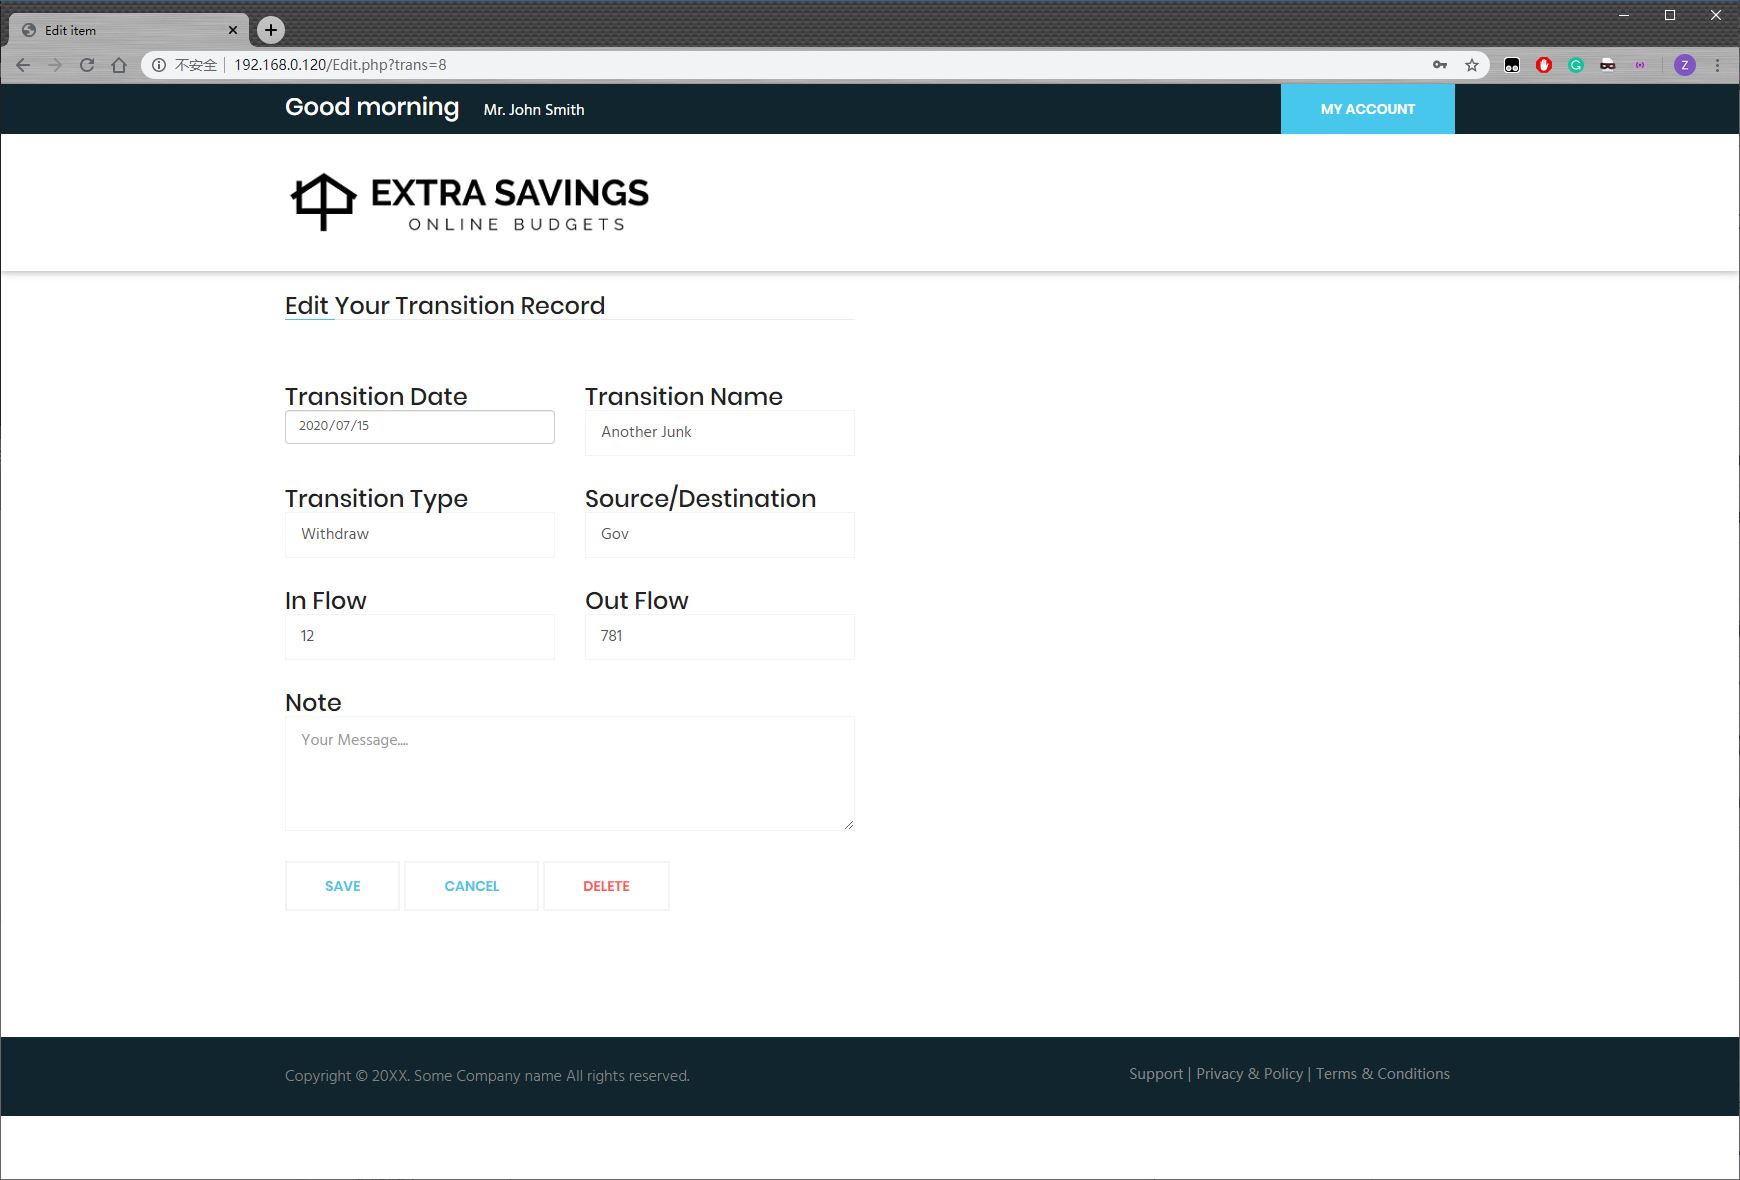 Edit item
不安全 192.168.0.120/Edit.php?trans=8
Z
Good morning Mr. John Smith MY ACCOUNT
EXTRA SAVINGS
ONLINE BUDGETS
Edit Your Transition Record
Transition Date Transition Name
2020/07/15 Another Junk
Transition Type Source/Destination
Withdraw Gov
In Flow Out Flow
12 781
Note
Your Message....
SAVE CANCEL DELETE
Copyright © 20XX. Some Company name All rights reserved. Support | Privacy & Policy | Terms & Conditions